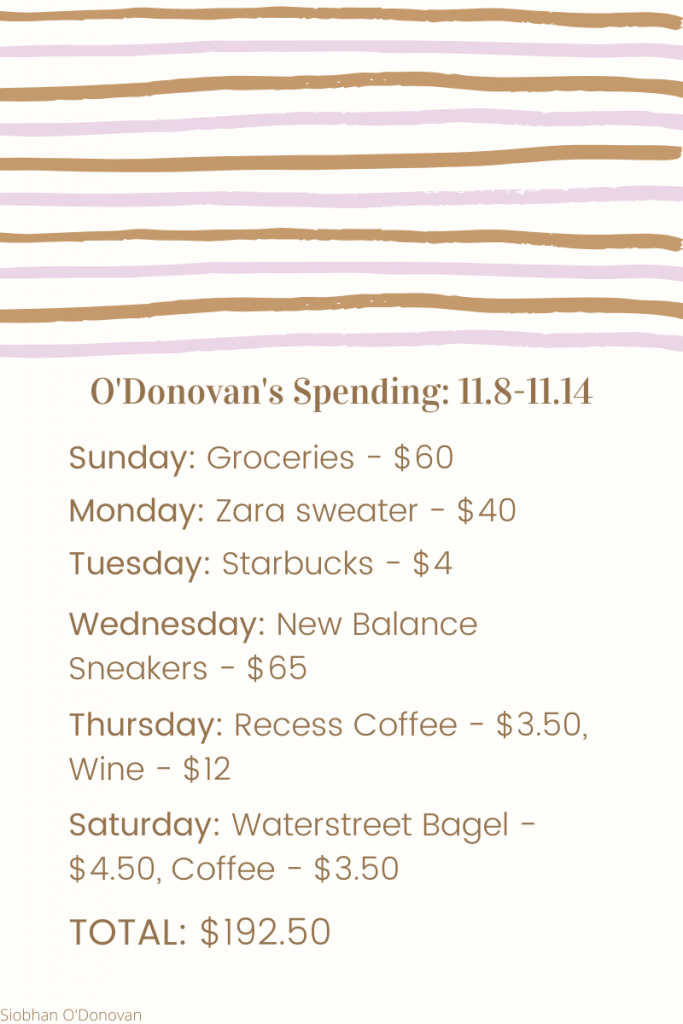 O'Donovan's Spending: 11.8-11.14
Sunday: Groceries - $60
Monday: Zara sweater - $40
Tuesday: Starbucks - $4
Wednesday: New Balance
Sneakers - $65
Thursday: Recess Coffee - $3.50,
Wine - $12
Saturday: Waterstreet Bagel -
$4.50, Coffee - $3.50
TOTAL: $192.50
Siobhan O'Donovan